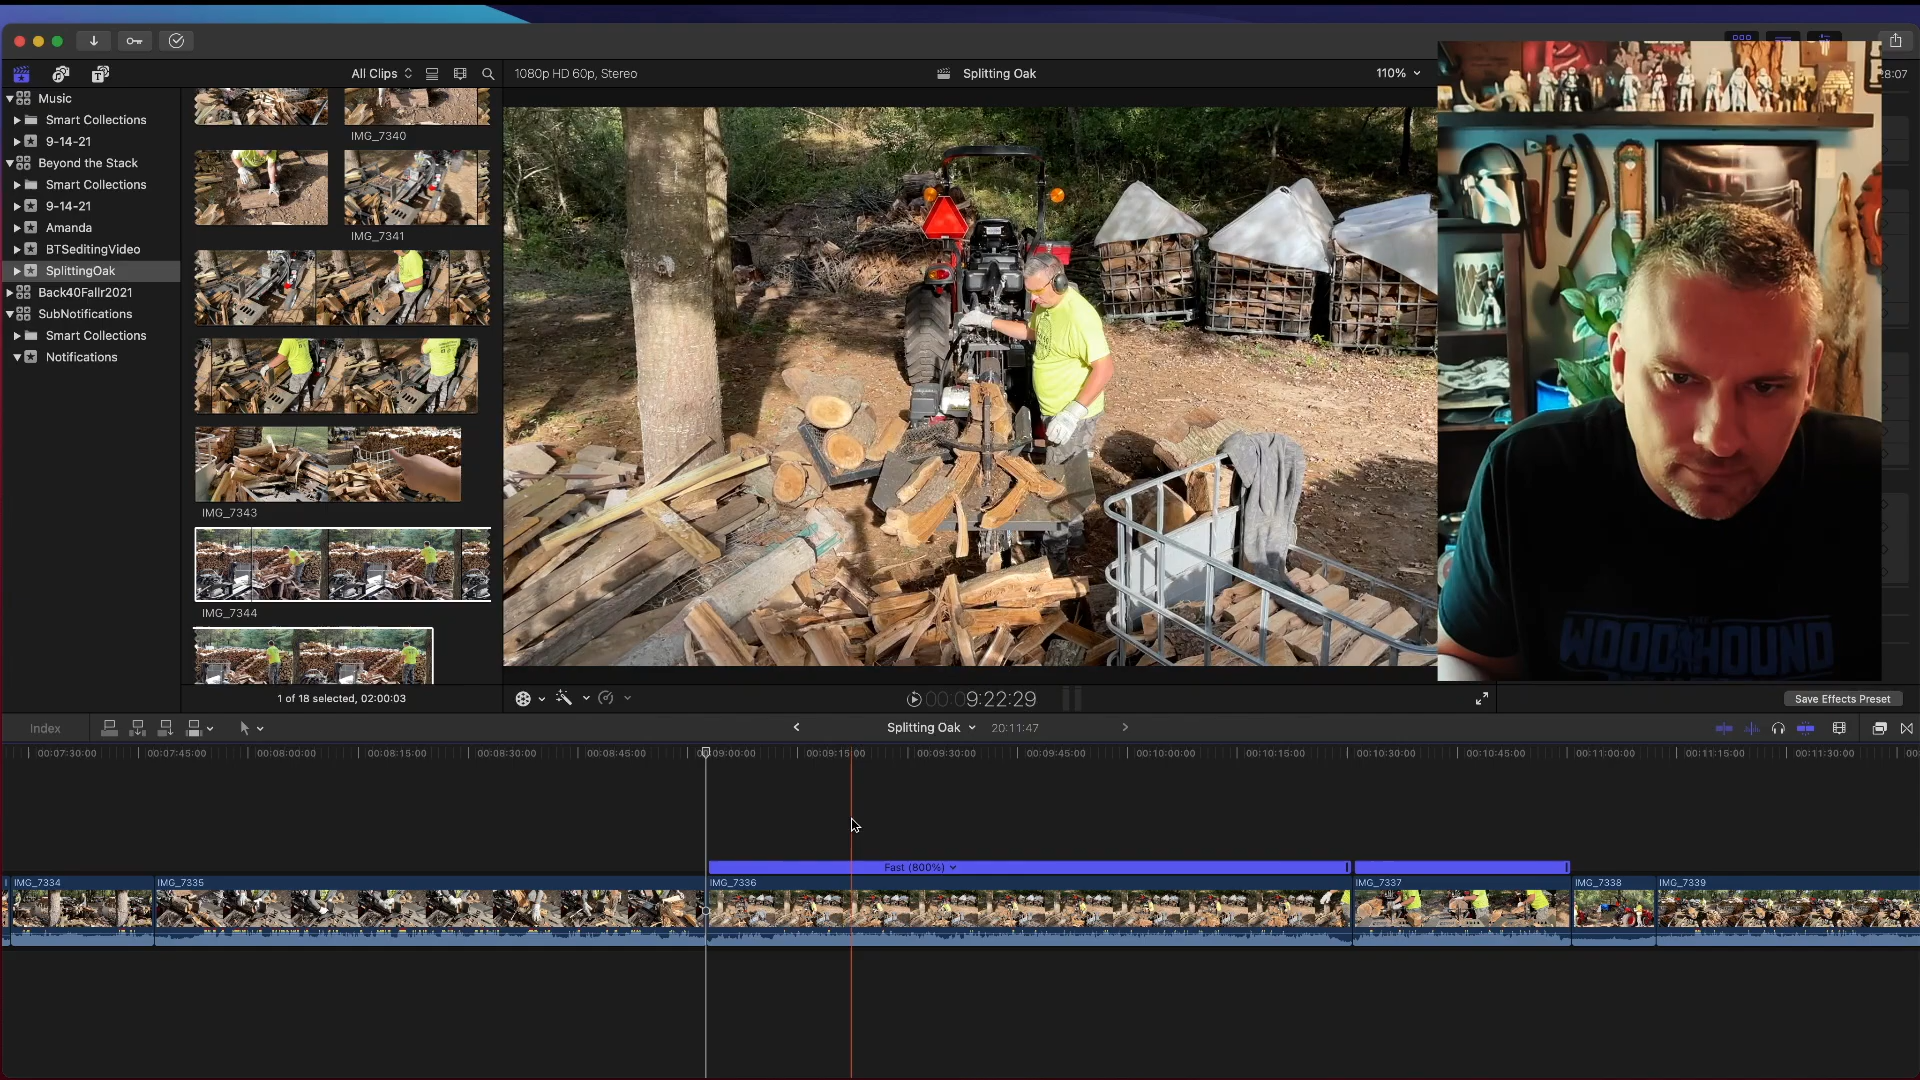 All Clips
1080p HD 60p, Stereo
Splitting Oak
110%
28:07
Music
Smart Collections
9-14-21
Beyond the Stack
Smart Collections
9-14-21
Amanda
BTSeditingVideo
SplittingOak
Back40Fallr2021
SubNotifications
Smart Collections
Notifications
IMG_7340
IMG_7341
IMG_7343
IMG_7344
1 of 18 selected, 02:00:03
THE
WOODHOUND
00:09:22:29
Save Effects Preset
Index
Splitting Oak
20:11:47
00:07:30:00
00:07:45:00
00:08:00:00
00:08:15:00
00:08:30:00
00:08:45:00
00:09:00:00
00:09:15:00
00:09:30:00
00:09:45:00
00:10:00:00
00:10:15:00
00:10:30:00
00:10:45:00
00:11:00:00
00:11:15:00
00:11:30:00
Fast (800%)
IMG_7334
IMG_7335
IMG_7336
IMG_7337
IMG_7338
IMG_7339